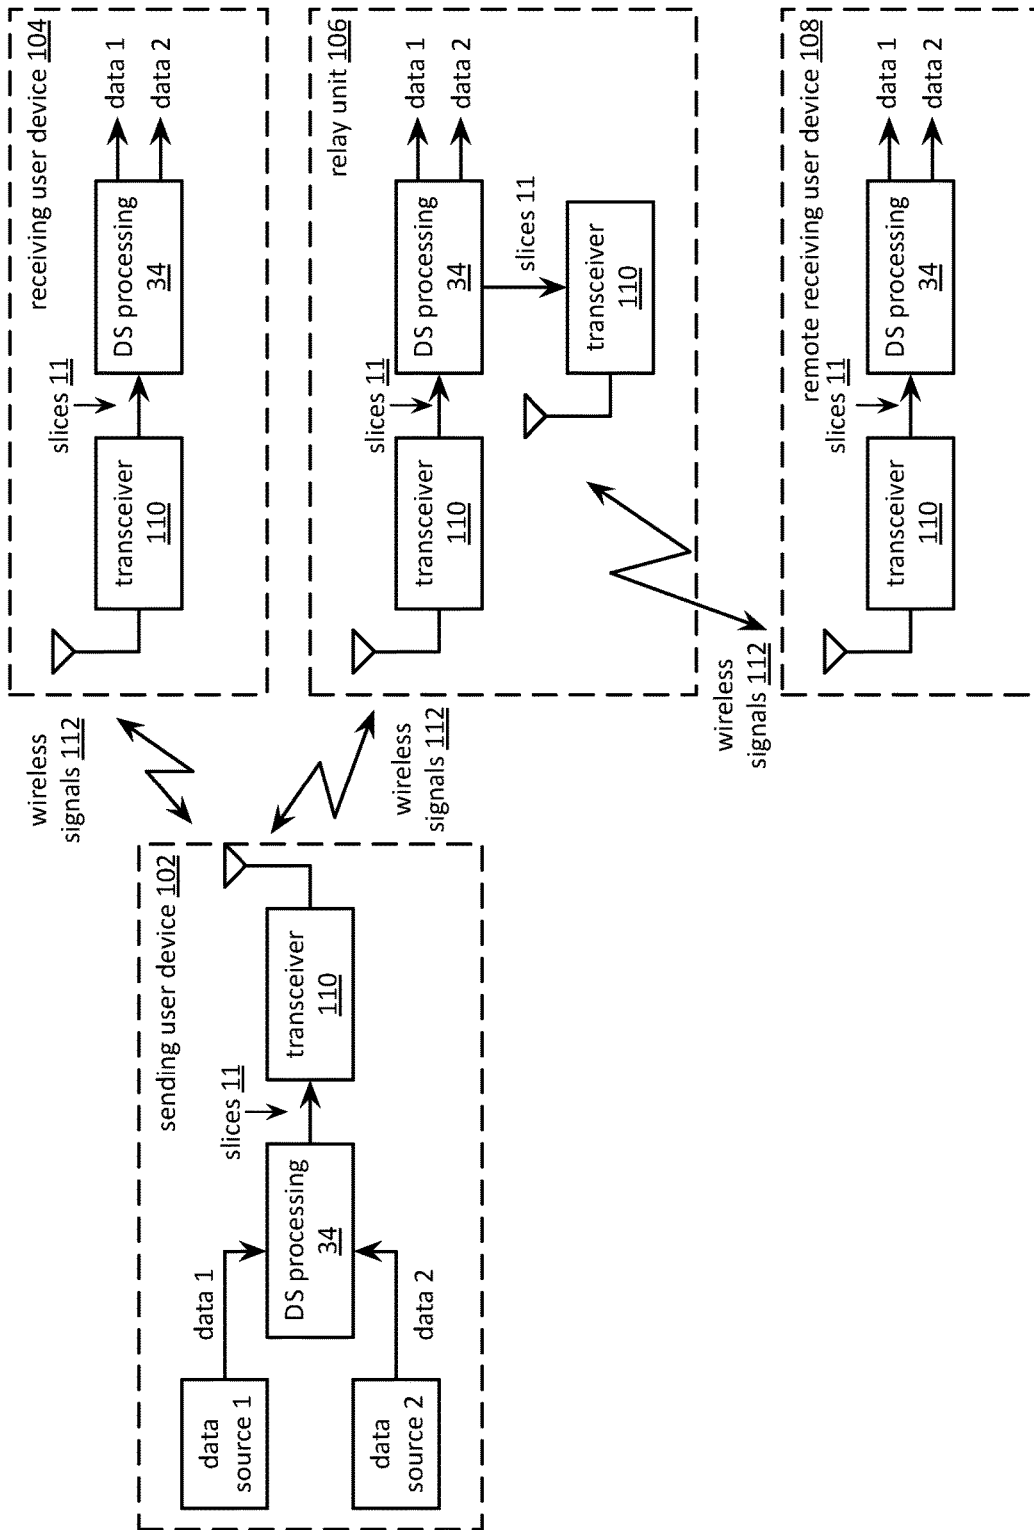 sending user device 102
data
source 1
data 1
data
source 2
data 2
DS processing
34
slices 11
transceiver
110
wireless
signals 112
wireless
signals 112
receiving user device 104
transceiver
110
slices 11
DS processing
34
data 1
data 2
relay unit 106
transceiver
110
slices 11
DS processing
34
data 1
data 2
slices 11
transceiver
110
wireless
signals 112
remote receiving user device 108
transceiver
110
slices 11
DS processing
34
data 1
data 2